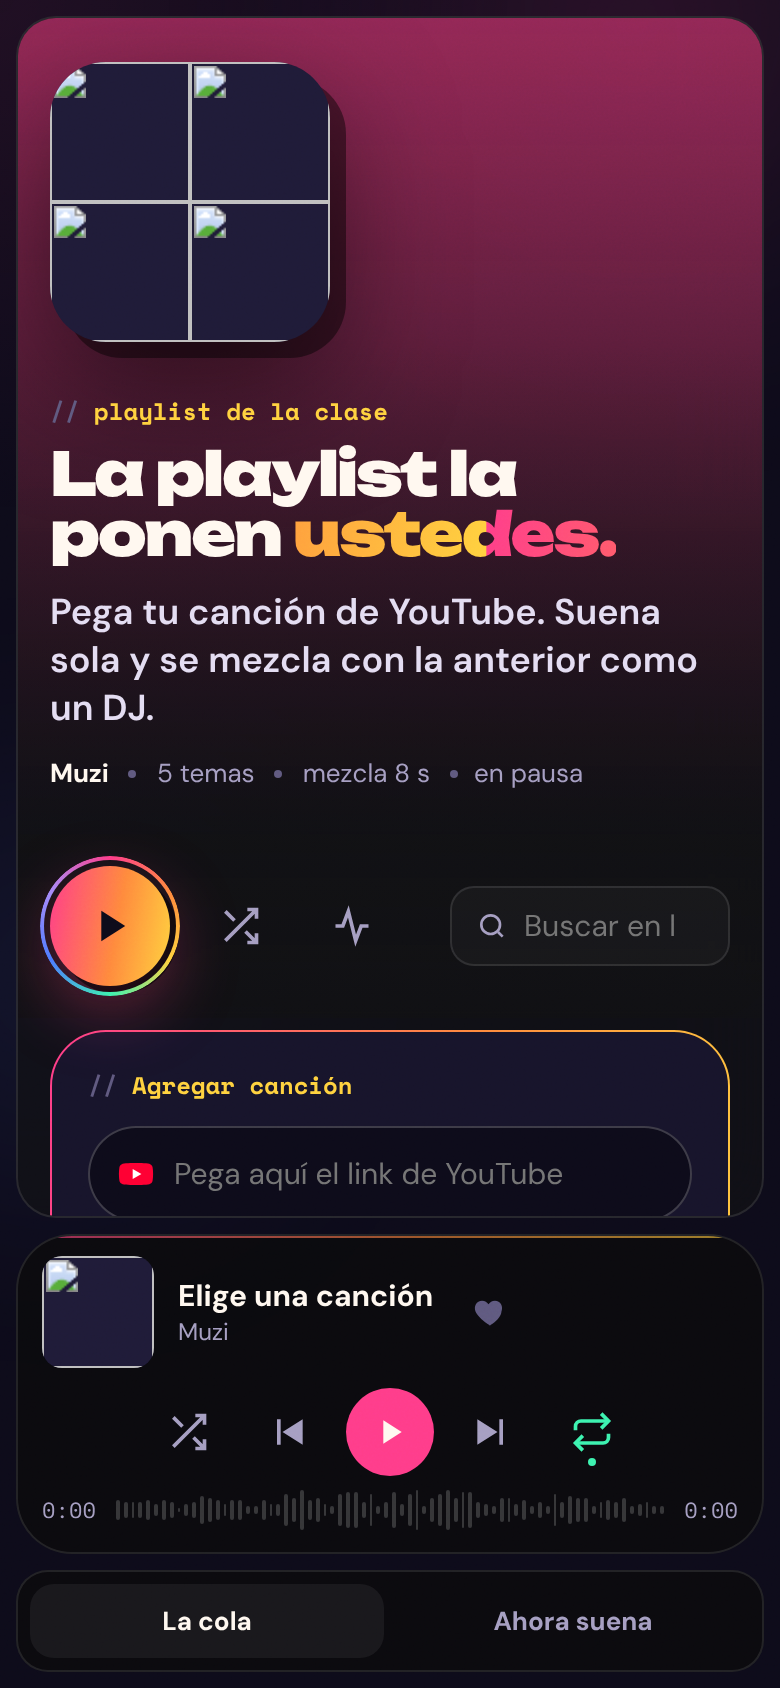 // playlist de la clase
La playlist la
ponen ustedes.
Pega tu canción de YouTube. Suena
sola y se mezcla con la anterior como
un DJ.
Muzi • 5 temas • mezcla 8 s • en pausa
Buscar en l
// Agregar canción
Pega aquí el link de YouTube
Elige una canción
Muzi
0:00
0:00
La cola
Ahora suena